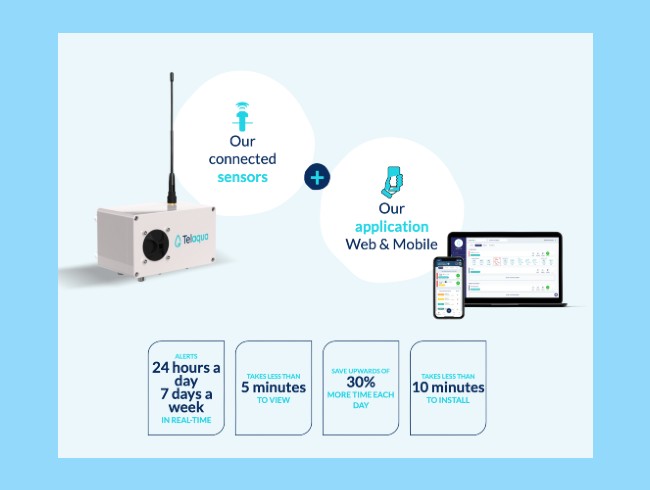 Our
connected
sensors
+
Our
application
Web & Mobile
Telaqua
ALERTS
24 hours a
day
7 days a
week
IN REAL-TIME
TAKES LESS THAN
5 minutes
TO VIEW
SAVE UPWARDS OF
30%
MORE TIME EACH
DAY
TAKES LESS THAN
10 minutes
TO INSTALL